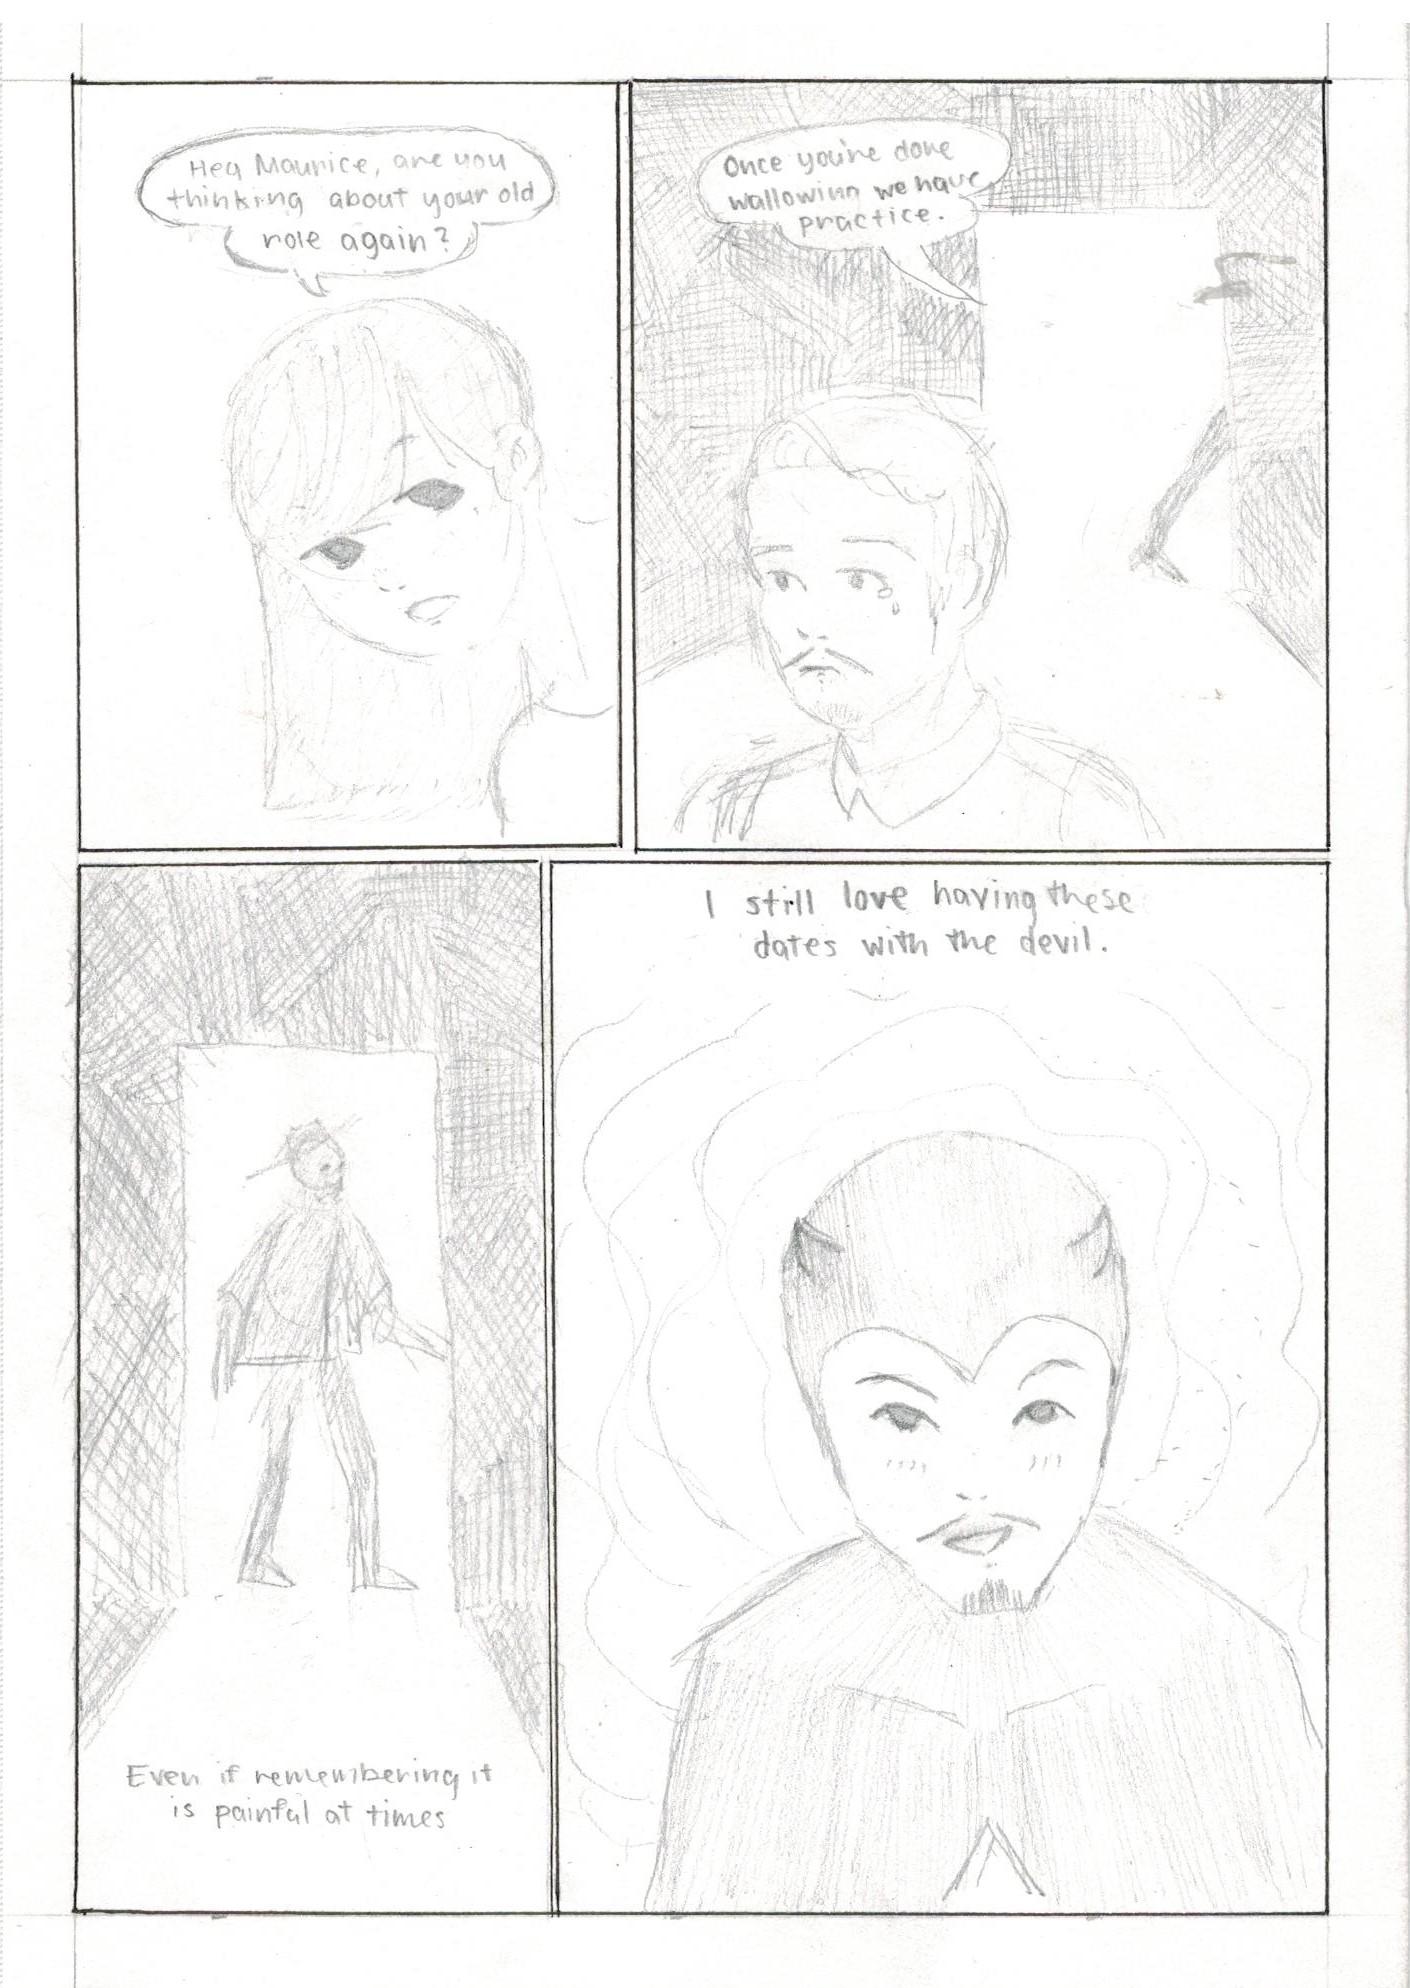 Hey Maurice, are you
thinking about your old
role again?
Once you're done
wallowing we have
practice.
Even if remembering it
is painful at times
I still love having these
dates with the devil.